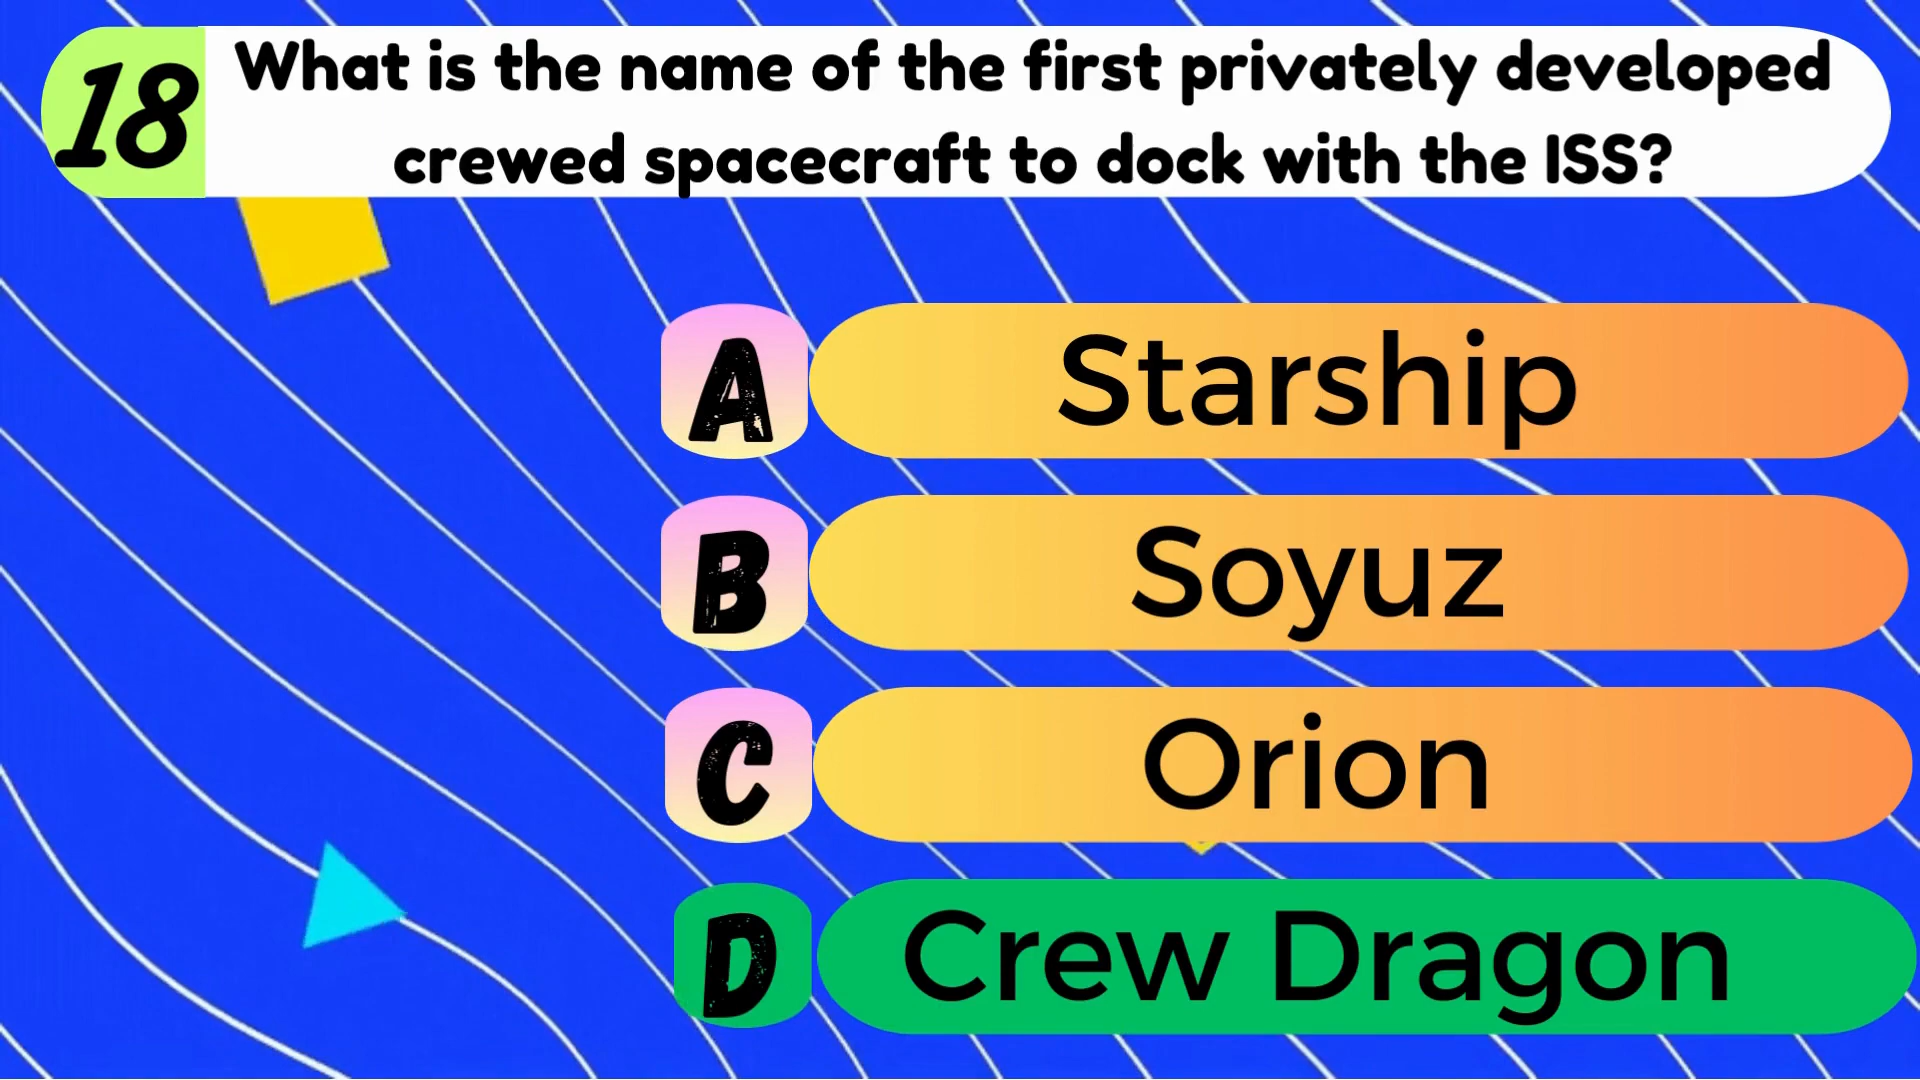 18
What is the name of the first privately developed
crewed spacecraft to dock with the ISS?
A Starship
B Soyuz
C Orion
D Crew Dragon